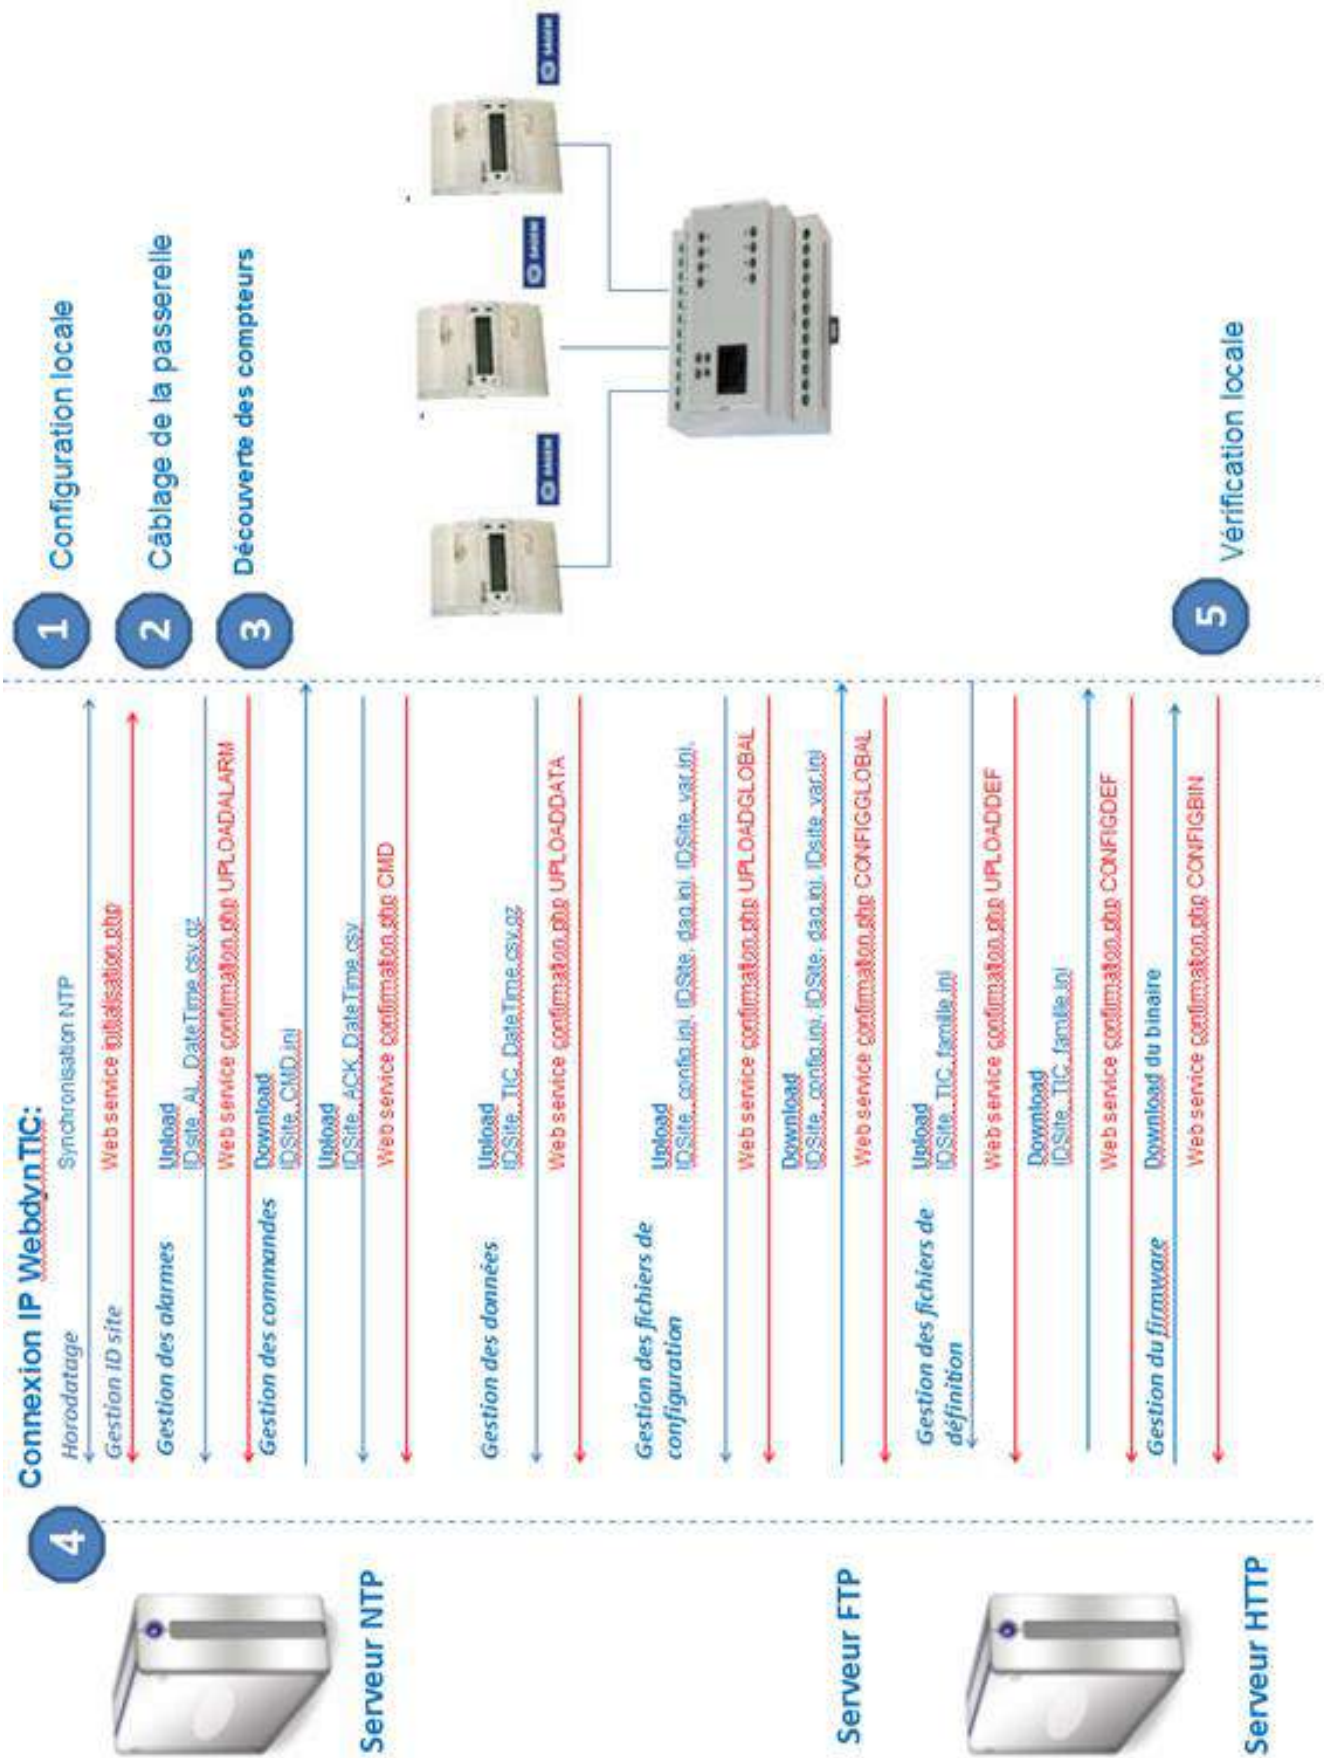 4
Connexion IP WebdynTIC:
Horodatage
Synchronisation NTP
Gestion ID site
Web service initialisation.php
Gestion des alarmes
Upload
IDsite_AL_DateTime.csv.gz
Web service confirmation.php UPLOADALARM
Gestion des commandes
Download
IDSite_CMD.ini
Upload
IDSite_ACK_DateTime.csv
Web service confirmation.php CMD
Gestion des données
Upload
IDSite_TIC_DateTime.csv.gz
Web service confirmation.php UPLOADDATA
Gestion des fichiers de
configuration
Upload
IDSite_config.ini, IDSite_daq.ini, IDSite_var.ini,
Web service confirmation.php UPLOADGLOBAL
Download
IDSite_config.ini, IDSite_daq.ini, IDsite_var.ini
Web service confirmation.php CONFIGGLOBAL
Gestion des fichiers de
définition
Upload
IDSite_TIC_famille.ini
Web service confirmation.php UPLOADDEF
Download
IDSite_TIC_famille.ini
Web service confirmation.php CONFIGDEF
Gestion du firmware
Download du binaire
Web service confirmation.php CONFIGBIN
Serveur NTP
Serveur FTP
Serveur HTTP
1
Configuration locale
2
Câblage de la passerelle
3
Découverte des compteurs
SAGEM
SAGEM
SAGEM
5
Vérification locale